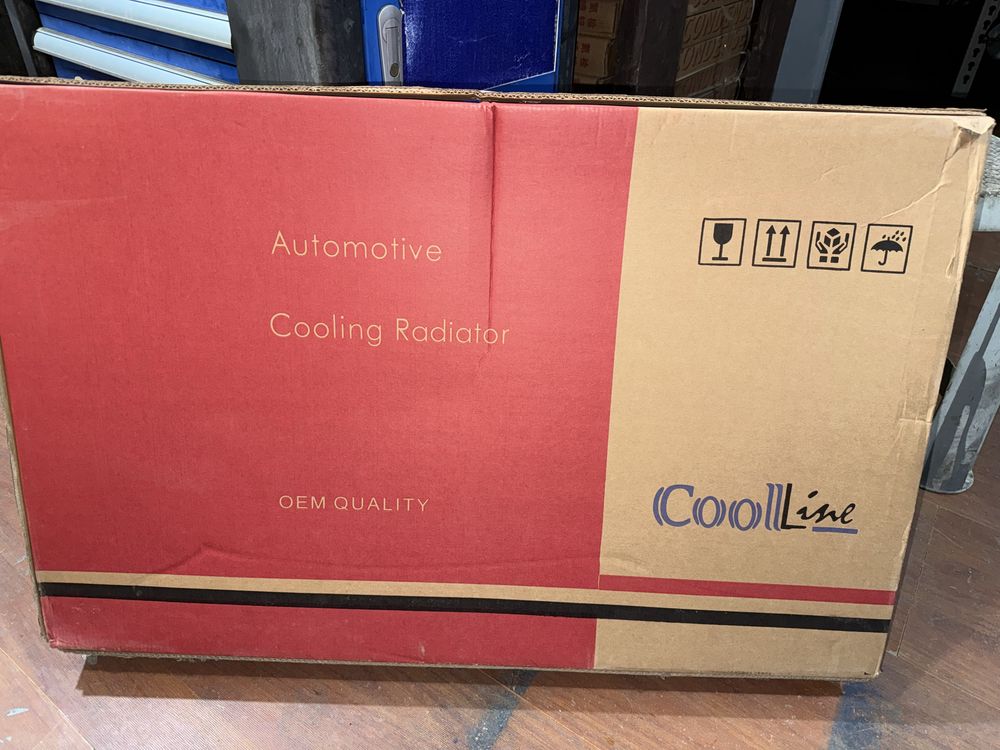 Automotive
Cooling Radiator
OEM QUALITY
CoolLine